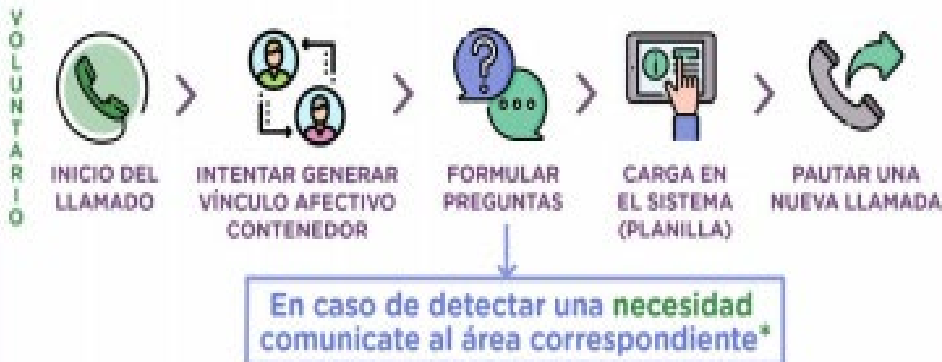 VOLUNTARIO
INICIO DEL
LLAMADO
INTENTAR GENERAR
VÍNCULO AFECTIVO
CONTENEDOR
FORMULAR
PREGUNTAS
CARGA EN
EL SISTEMA
(PLANILLA)
PAUTAR UNA
NUEVA LLAMADA
?
En caso de detectar una necesidad
comunicate al área correspondiente*